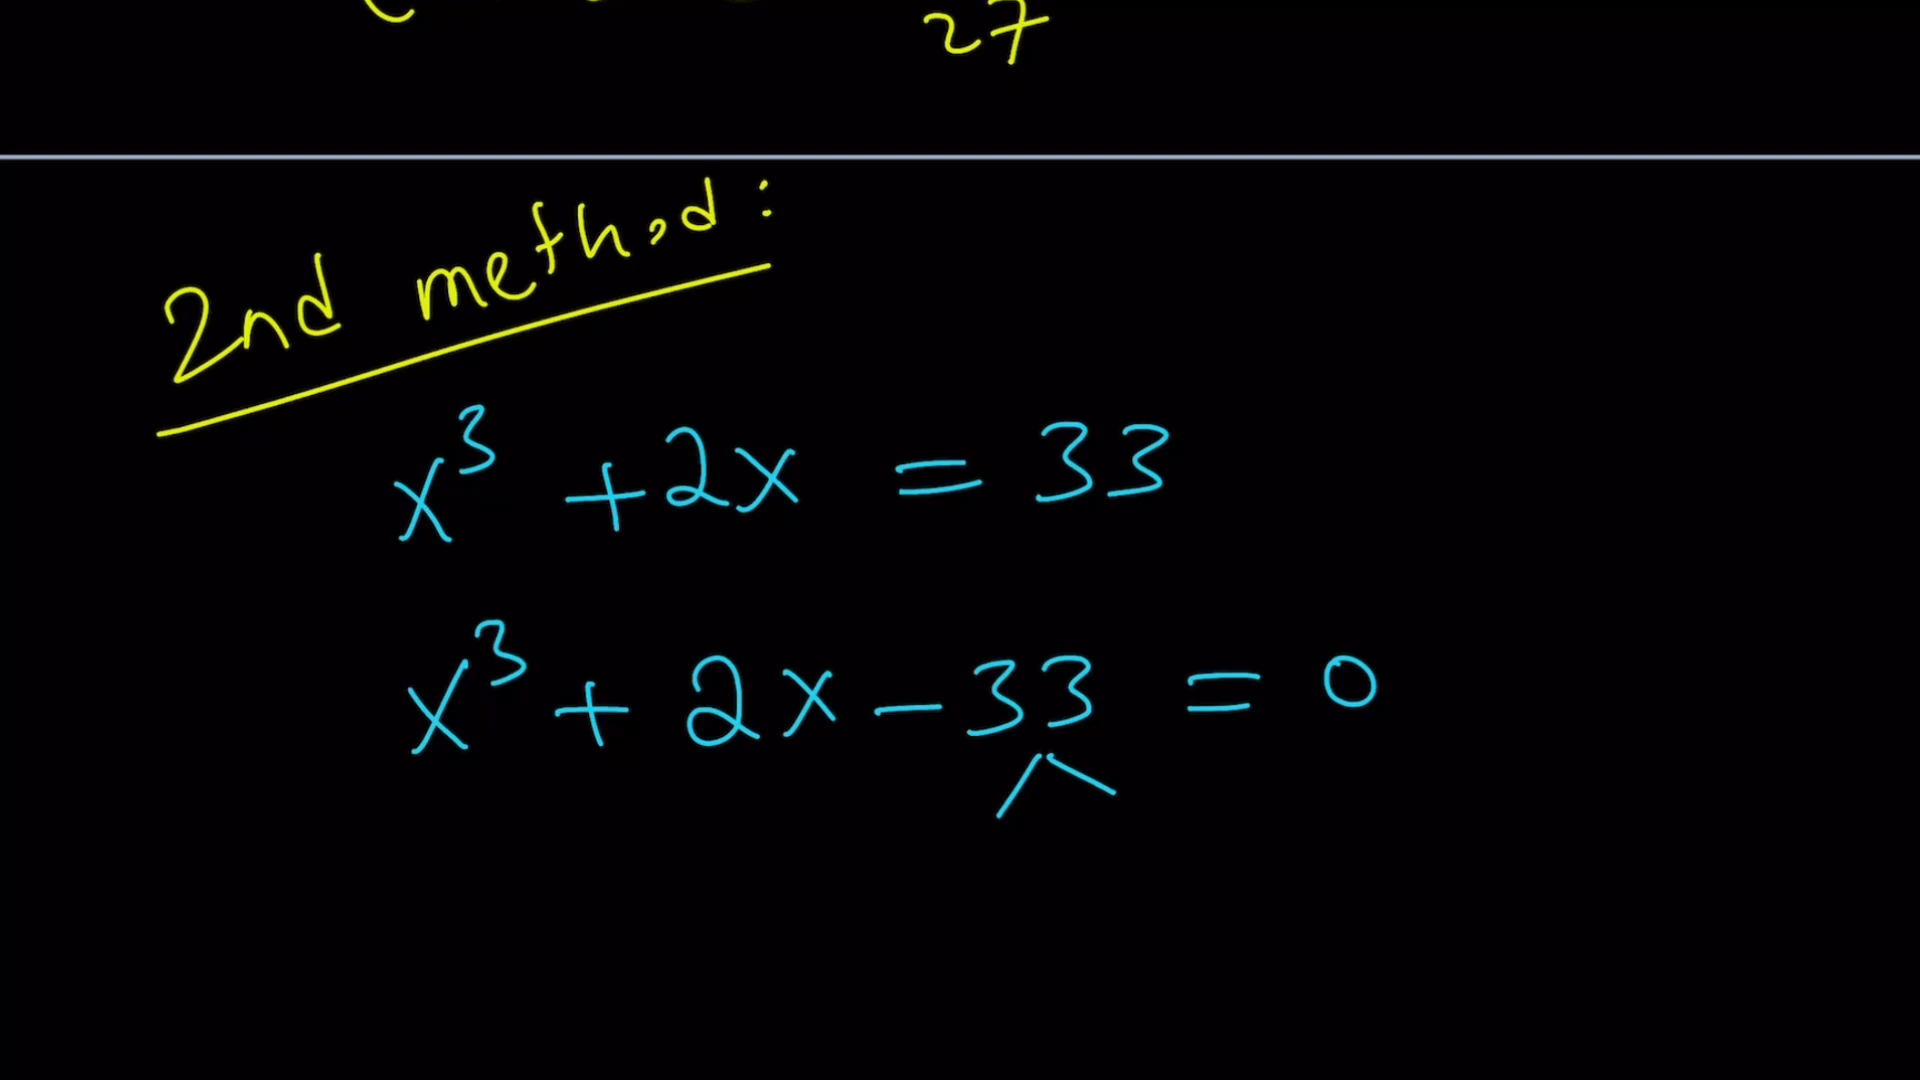 27
2nd method:
x³ + 2x = 33
x³ + 2x - 33 = 0